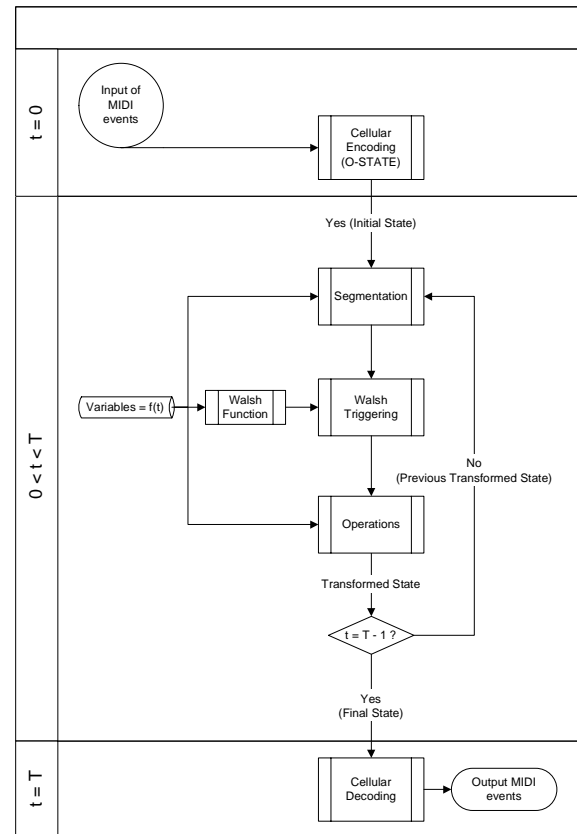 t = 0
Input of
MIDI
events
Cellular
Encoding
(O-STATE)
0 < t < T
Yes (Initial State)
Segmentation
Variables = f(t)
Walsh
Function
Walsh
Triggering
No
(Previous Transformed State)
Operations
Transformed State
t = T - 1 ?
Yes
(Final State)
t = T
Cellular
Decoding
Output MIDI
events